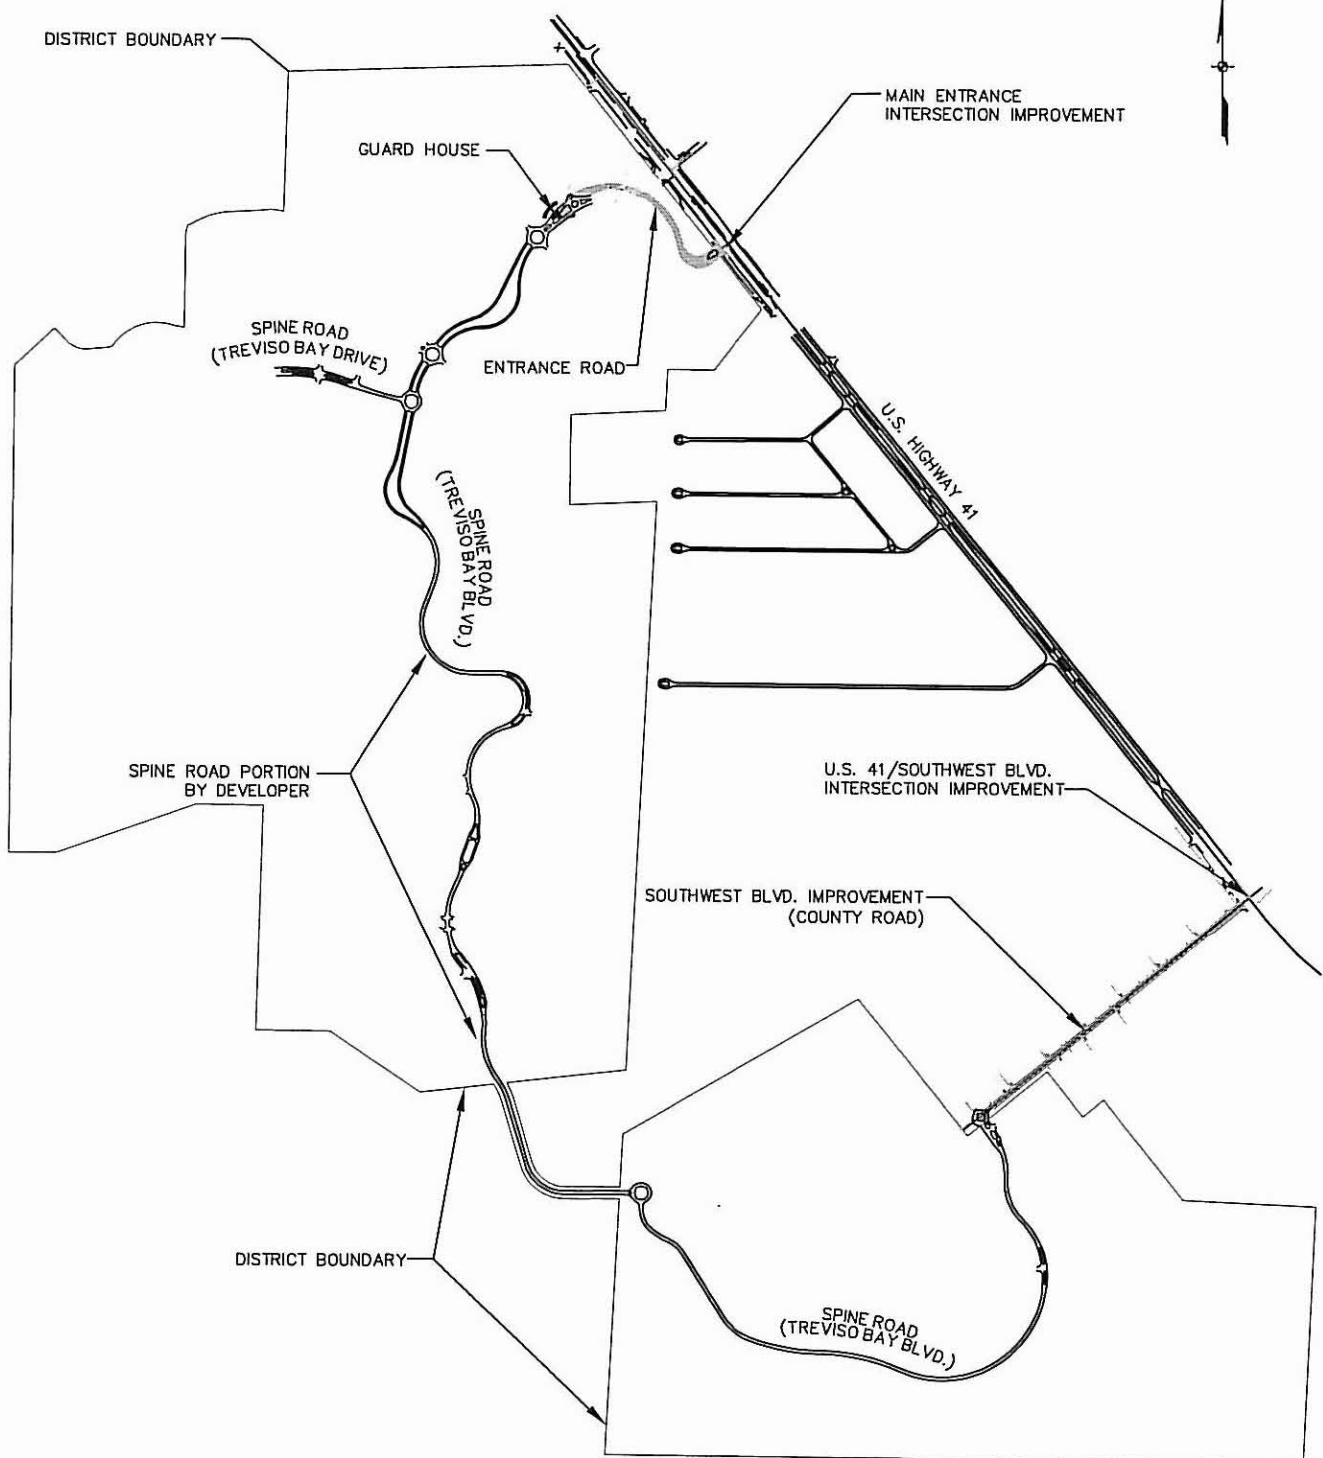 DISTRICT BOUNDARY
MAIN ENTRANCE
INTERSECTION IMPROVEMENT
GUARD HOUSE
SPINE ROAD
(TREVISO BAY DRIVE)
ENTRANCE ROAD
U.S. HIGHWAY 41
SPINE ROAD
(TREVISO BAY BLVD.)
SPINE ROAD PORTION
BY DEVELOPER
U.S. 41/SOUTHWEST BLVD.
INTERSECTION IMPROVEMENT
SOUTHWEST BLVD. IMPROVEMENT
(COUNTY ROAD)
DISTRICT BOUNDARY
SPINE ROAD
(TREVISO BAY BLVD.)